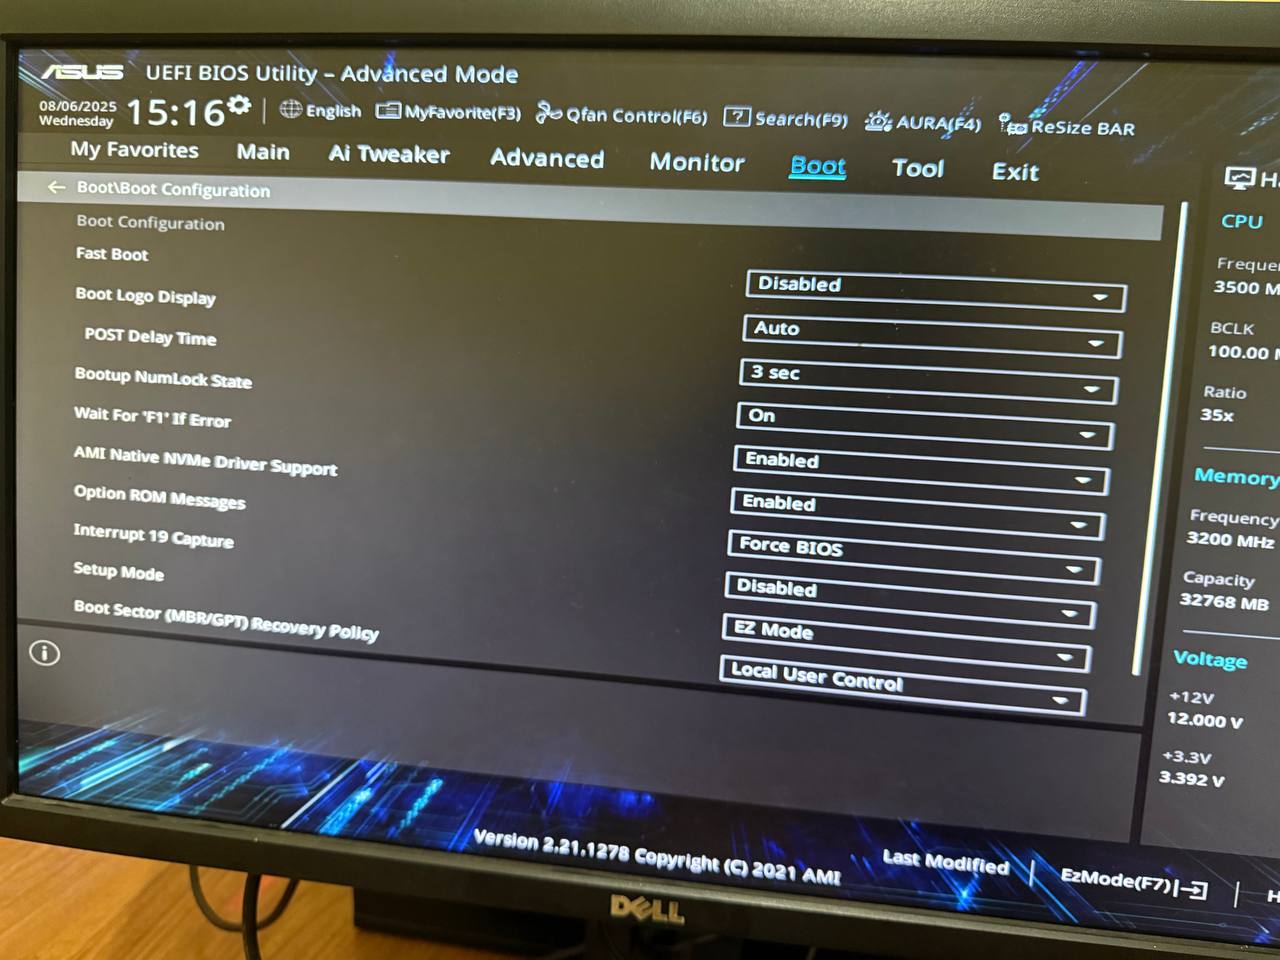 ASUS UEFI BIOS Utility – Advanced Mode
08/06/2025
Wednesday
15:16
English MyFavorite(F3) Qfan Control(F6) ? Search(F9) AURA(F4) ReSize BAR
My Favorites Main Ai Tweaker Advanced Monitor Boot Tool Exit
← Boot\Boot Configuration
Boot Configuration
Fast Boot Disabled
Boot Logo Display Auto
POST Delay Time 3 sec
Bootup NumLock State On
Wait For 'F1' If Error Enabled
AMI Native NVMe Driver Support Enabled
Option ROM Messages Force BIOS
Interrupt 19 Capture Disabled
Setup Mode EZ Mode
Boot Sector (MBR/GPT) Recovery Policy Local User Control
i
CPU
3500 M
BCLK
100.00
Ratio
35x
Memory
Frequency
3200 MHz
Capacity
32768 MB
Voltage
+12V
12.000 V
+3.3V
3.392 V
Version 2.21.1278 Copyright (C) 2021 AMI
Last Modified
EzMode(F7)
DELL